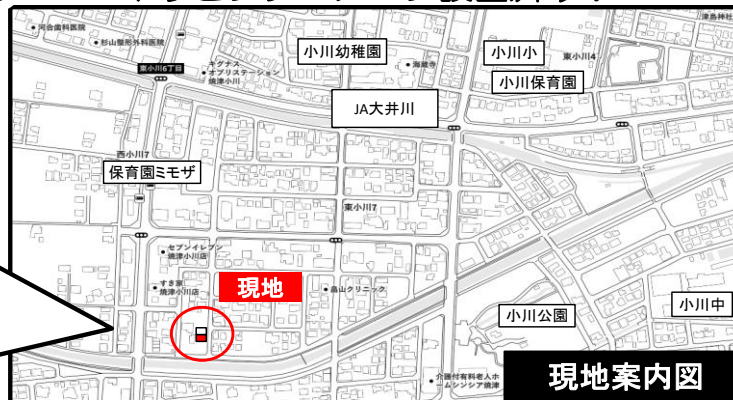 河合歯科医院
杉山整形外科医院
東小川6丁目
キグナス
オブリステーション
焼津小川
小川幼稚園
海蔵寺
小川小
東小川4
小川保育園
津島神社
JA大井川
西小川7
保育園ミモザ
東小川7
セブンイレブン
焼津小川店
すき家
焼津小川店
現地
畠山クリニック
小川公園
小川中
介護付有料老人ホ
ームシンシア焼津
現地案内図